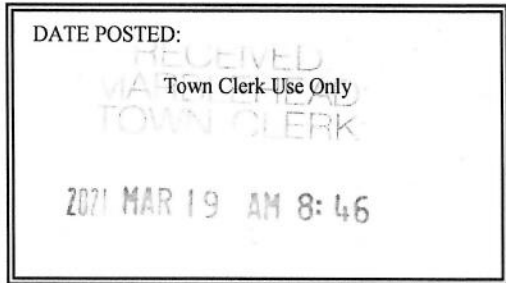 DATE POSTED:
RECEIVED
MARBLEHEAD
Town Clerk Use Only
TOWN CLERK
2021 MAR 19 AM 8:46